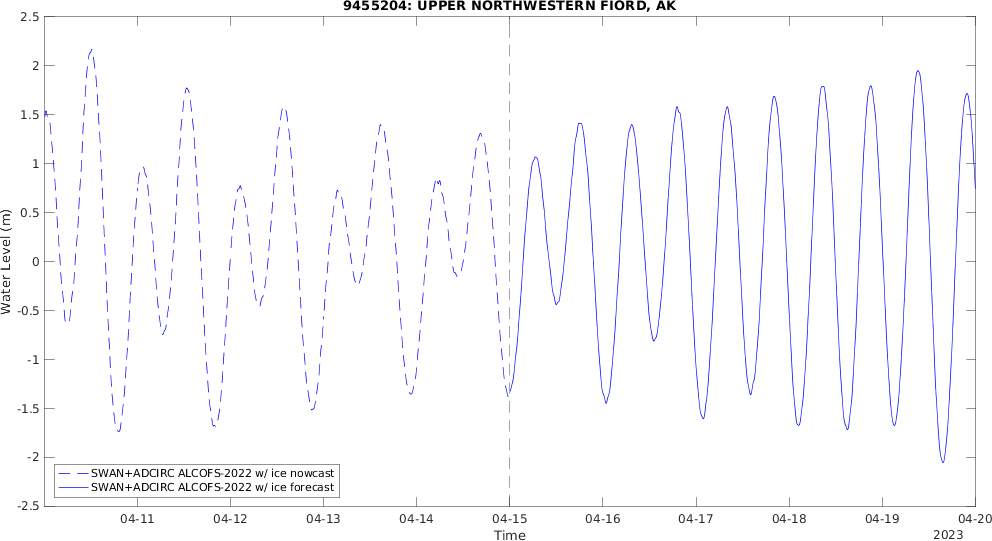 9455204: UPPER NORTHWESTERN FIORD, AK
2.5
2
1.5
1
0.5
0
-0.5
-1
-1.5
-2
-2.5
Water Level (m)
SWAN+ADCIRC ALCOFS-2022 w/ ice nowcast
SWAN+ADCIRC ALCOFS-2022 w/ ice forecast
04-11 04-12 04-13 04-14 04-15 04-16 04-17 04-18 04-19 04-20
Time
2023